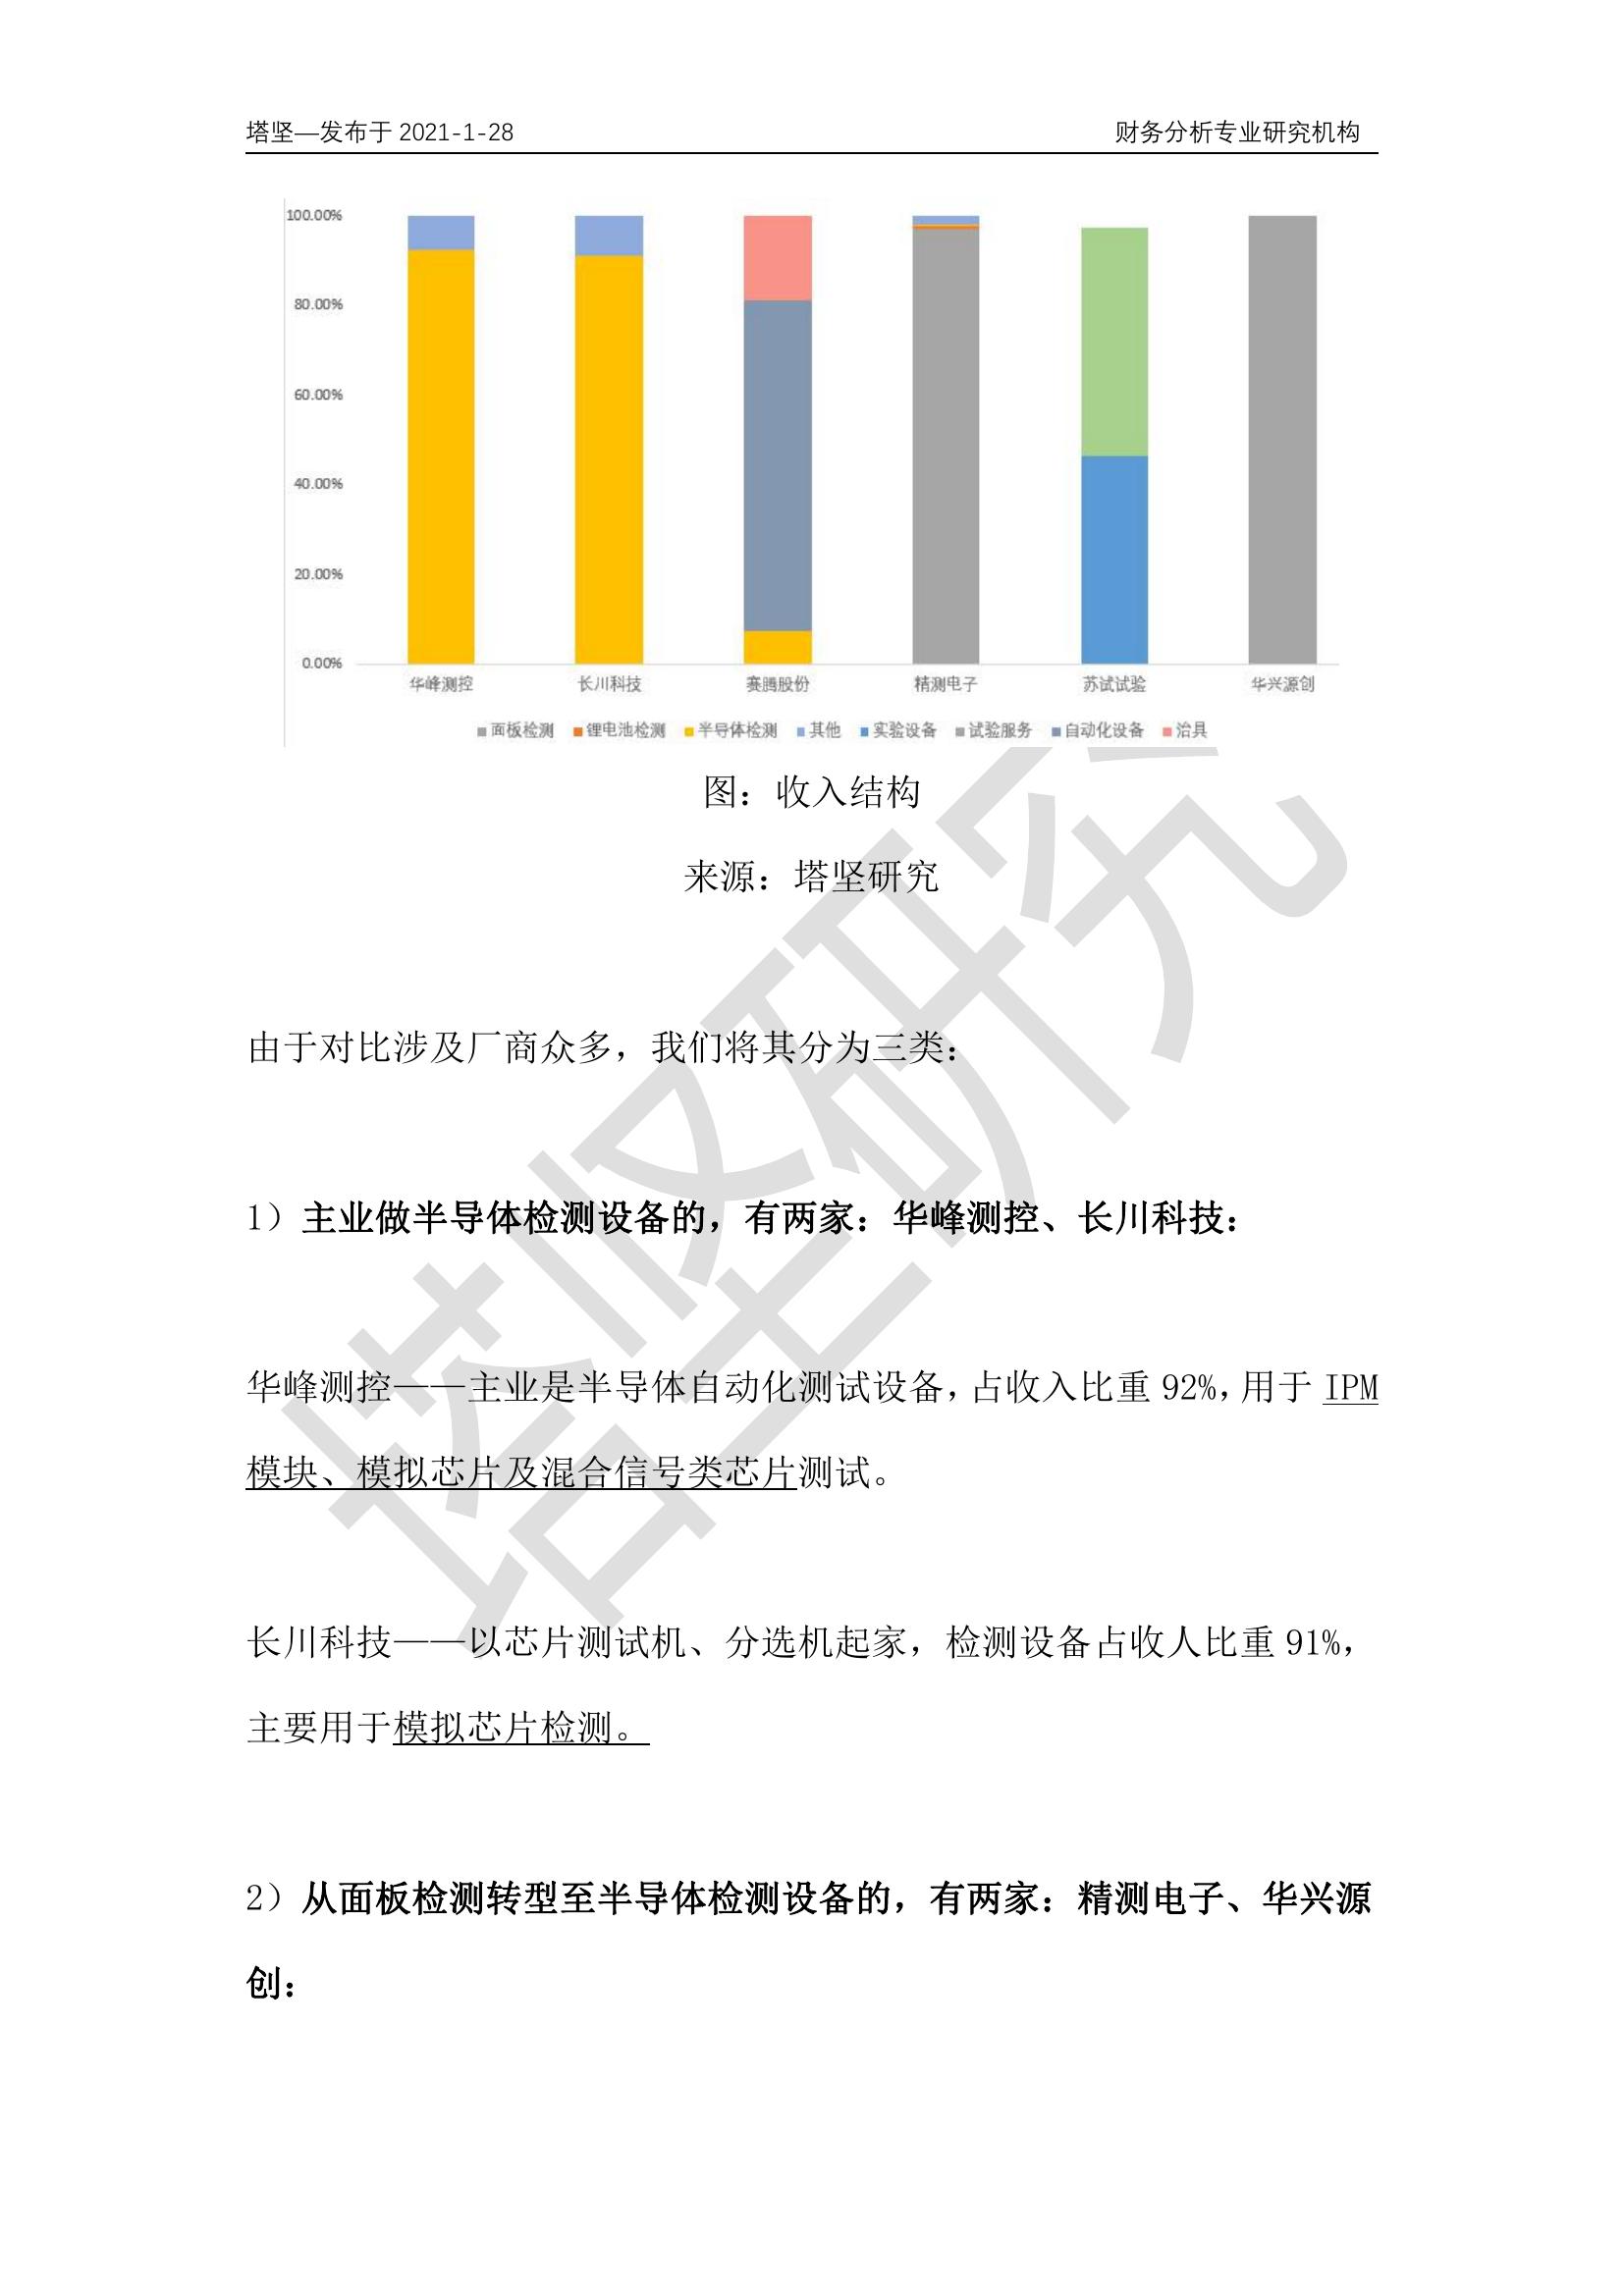 塔坚—发布于 2021-1-28 财务分析专业研究机构
100.00%
80.00%
60.00%
40.00%
20.00%
0.00%
华峰测控 长川科技 赛腾股份 精测电子 苏试试验 华兴源创
面板检测 锂电池检测 半导体检测 其他 实验设备 试验服务 自动化设备 治具
图：收入结构
来源：塔坚研究
由于对比涉及厂商众多，我们将其分为三类：
1）主业做半导体检测设备的，有两家：华峰测控、长川科技：
华峰测控——主业是半导体自动化测试设备，占收入比重 92%，用于 IPM
模块、模拟芯片及混合信号类芯片测试。
长川科技——以芯片测试机、分选机起家，检测设备占收人比重 91%，
主要用于模拟芯片检测。
2）从面板检测转型至半导体检测设备的，有两家：精测电子、华兴源
创：
塔坚研究